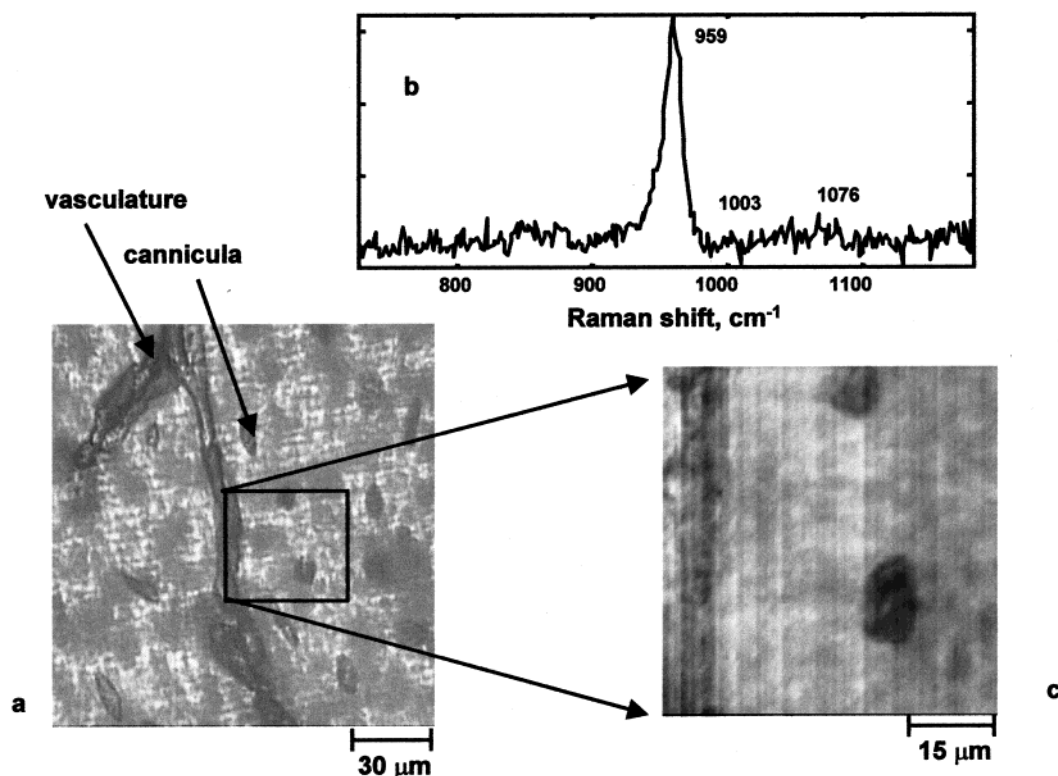 b
959
1003
1076
800
900
1000
1100
Raman shift, cm-1
vasculature
cannicula
a
30 μm
c
15 μm